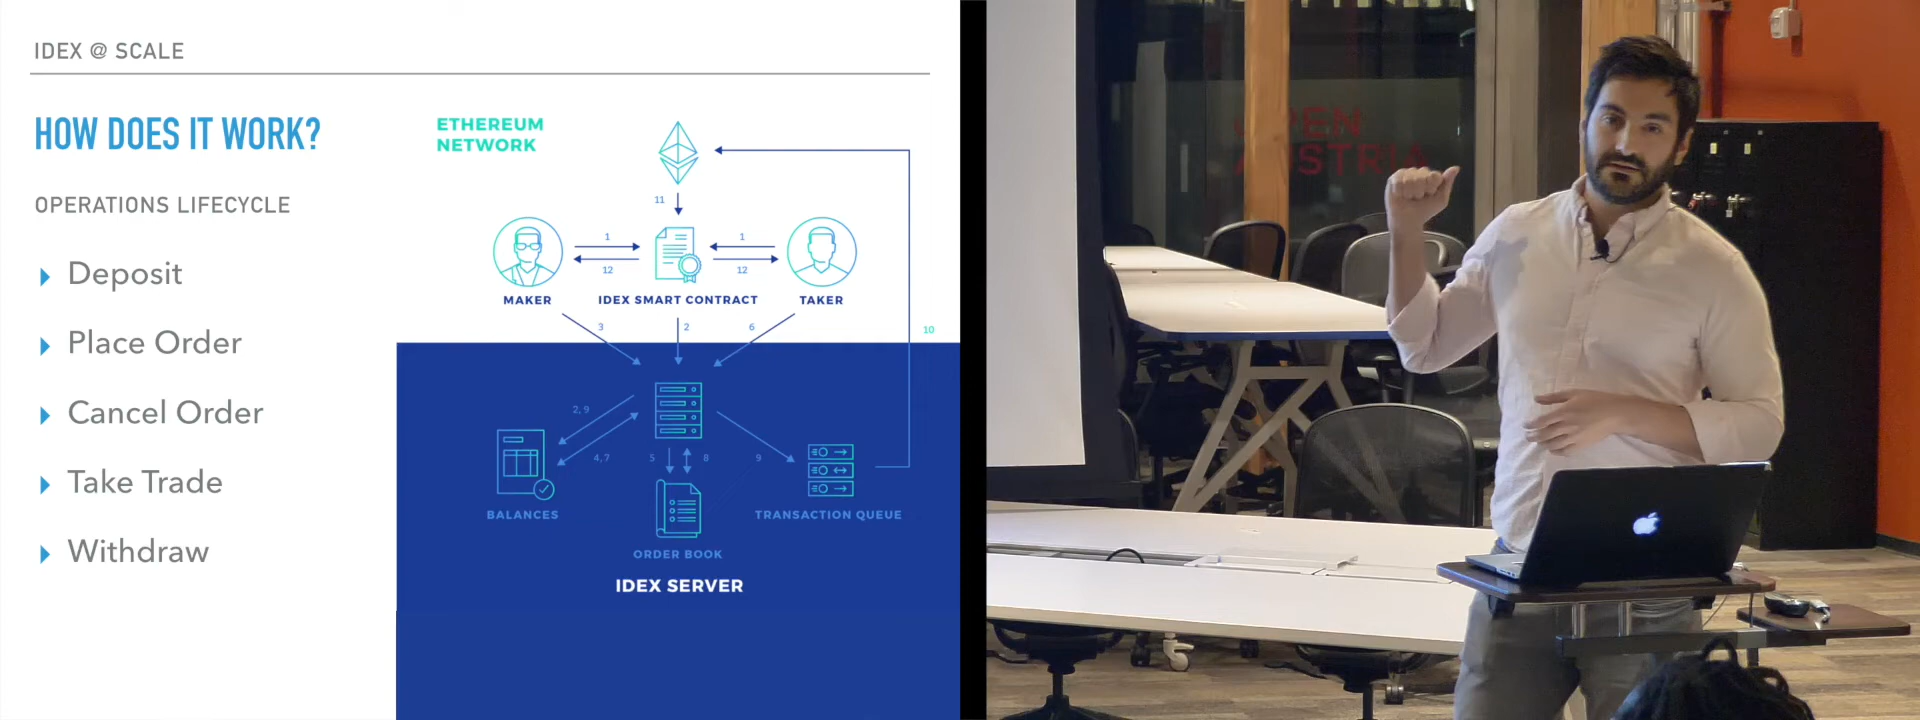 IDEX @ SCALE
HOW DOES IT WORK?
OPERATIONS LIFECYCLE
Deposit
Place Order
Cancel Order
Take Trade
Withdraw
ETHEREUM
NETWORK
11
1
12
1
12
MAKER
IDEX SMART CONTRACT
TAKER
3
2
6
10
2, 9
4,7
5
8
9
BALANCES
TRANSACTION QUEUE
ORDER BOOK
IDEX SERVER
OPEN
AUSTRIA